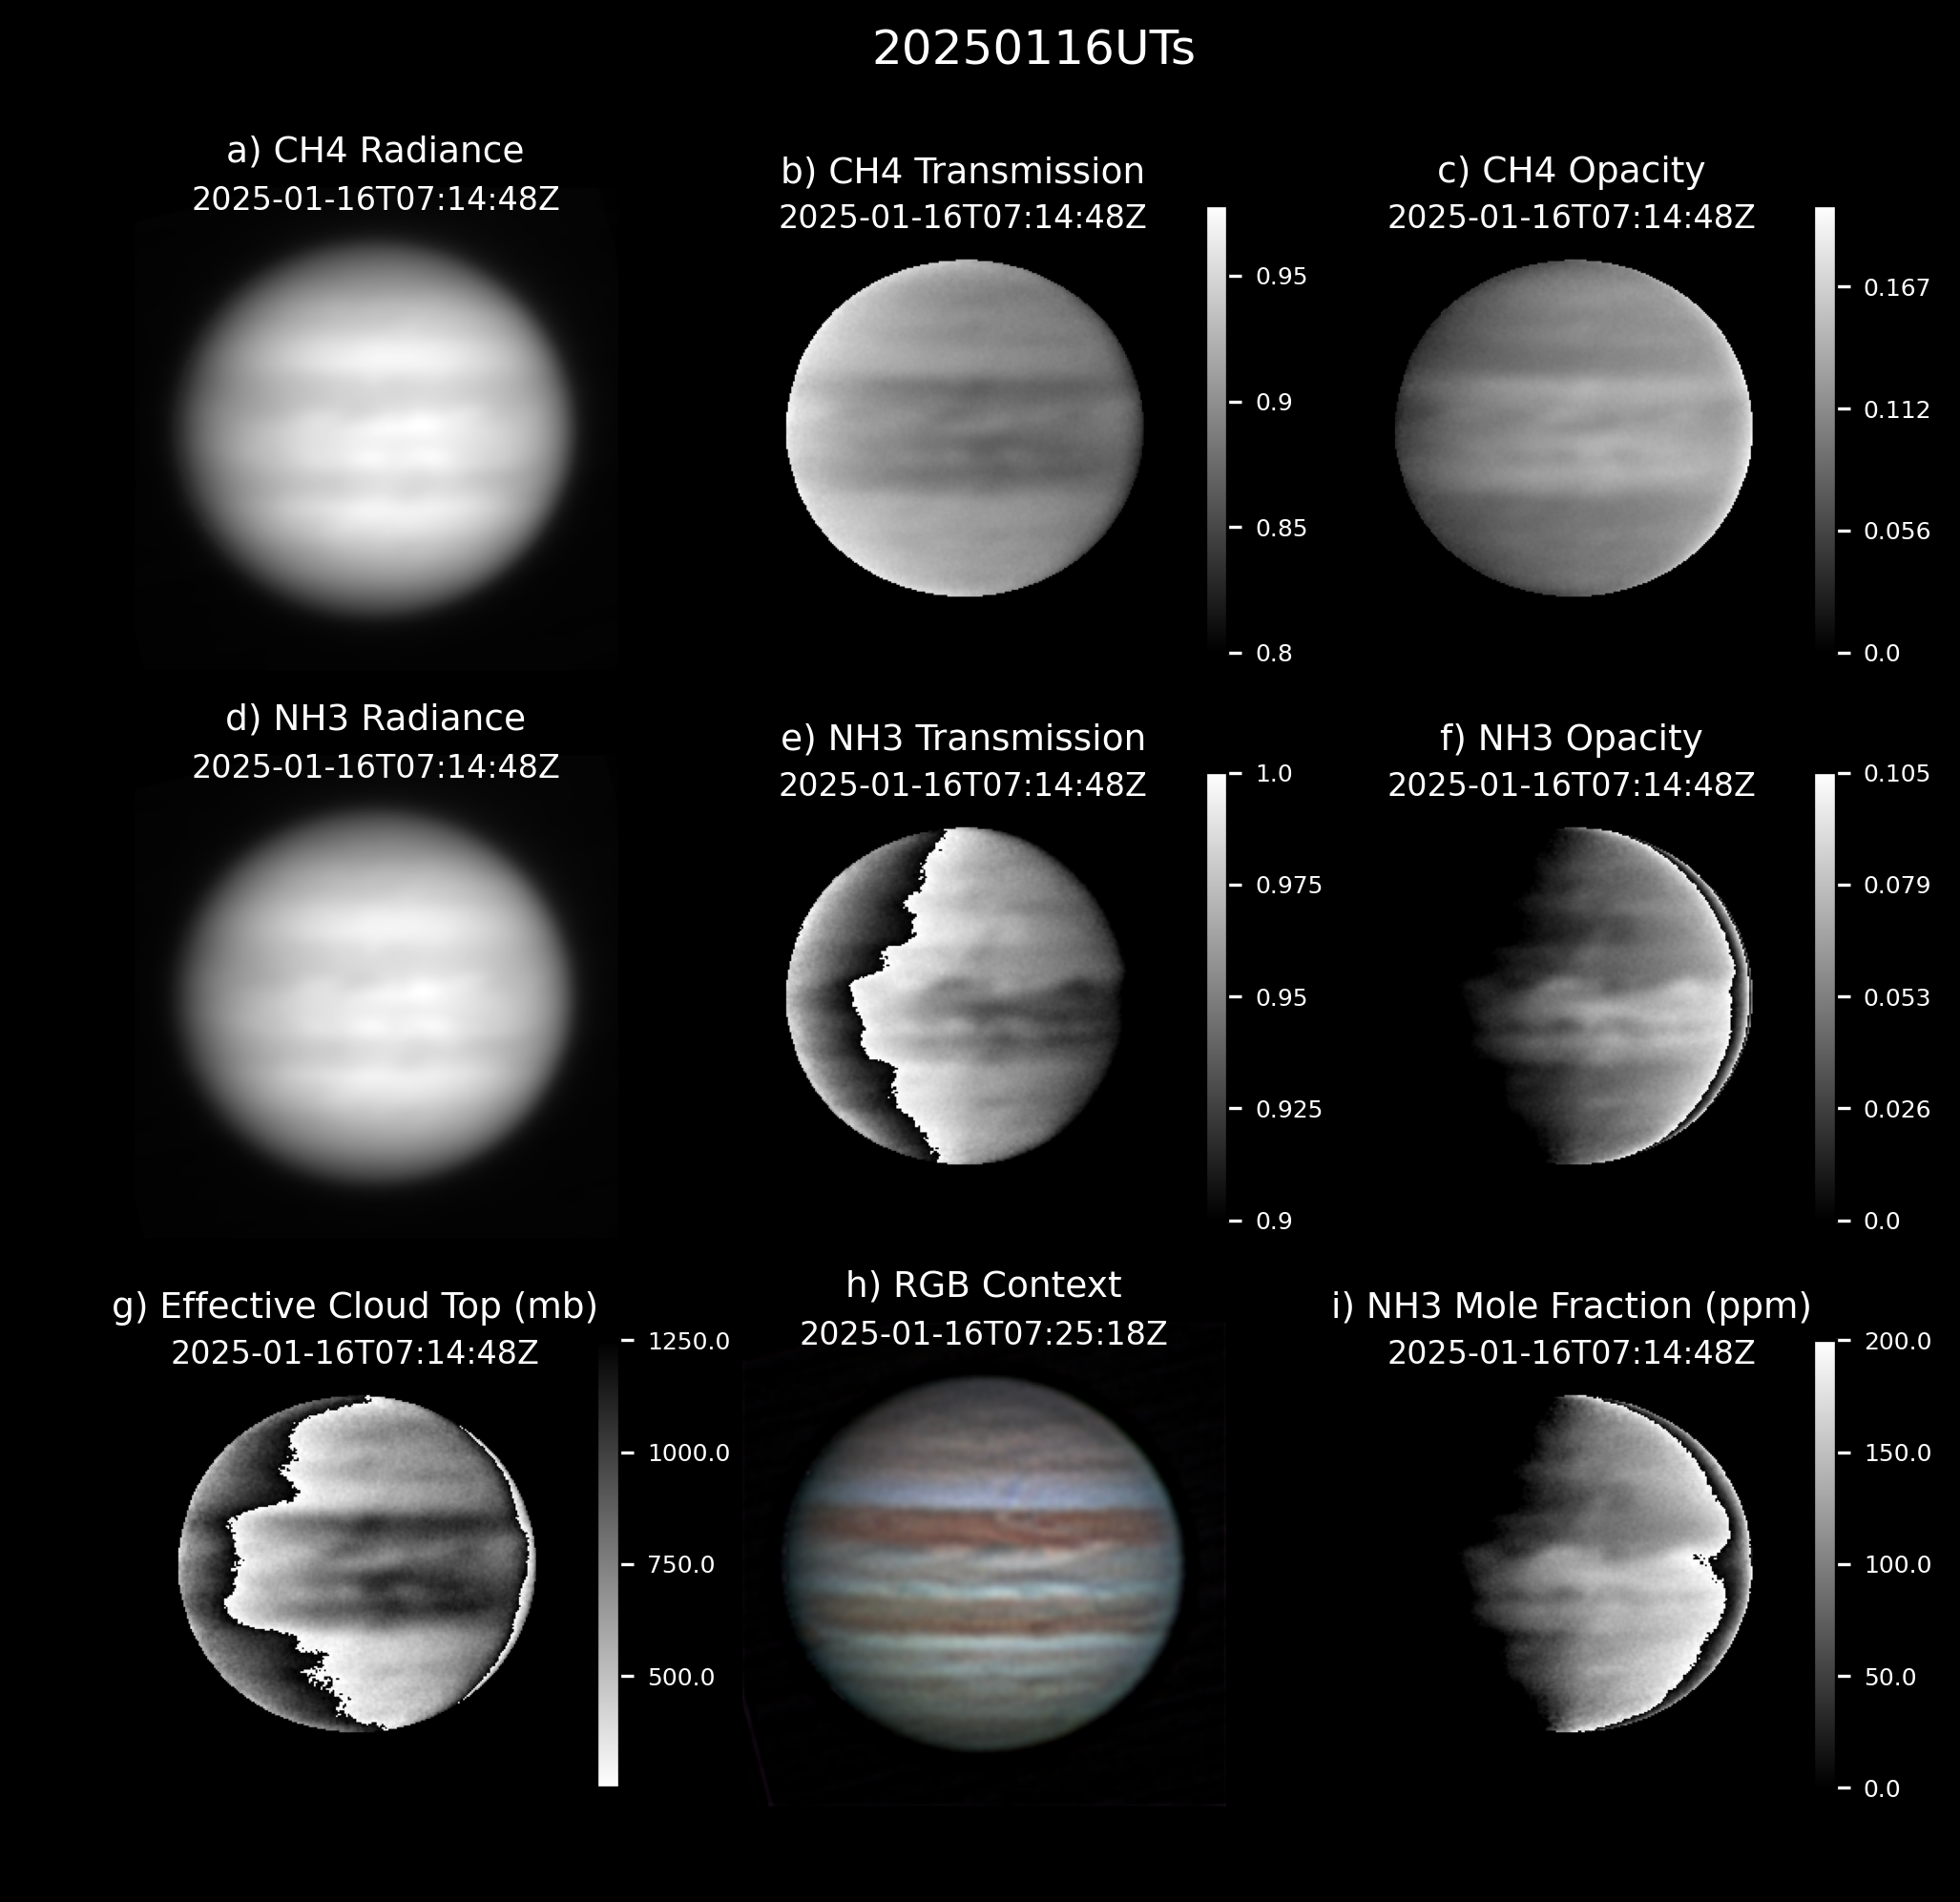 20250116UTs
a) CH4 Radiance
2025-01-16T07:14:48Z
b) CH4 Transmission
2025-01-16T07:14:48Z
0.95
0.9
0.85
0.8
c) CH4 Opacity
2025-01-16T07:14:48Z
0.167
0.112
0.056
0.0
d) NH3 Radiance
2025-01-16T07:14:48Z
e) NH3 Transmission
2025-01-16T07:14:48Z
1.0
0.975
0.95
0.925
0.9
f) NH3 Opacity
2025-01-16T07:14:48Z
0.105
0.079
0.053
0.026
0.0
g) Effective Cloud Top (mb)
2025-01-16T07:14:48Z
1250.0
1000.0
750.0
500.0
h) RGB Context
2025-01-16T07:25:18Z
i) NH3 Mole Fraction (ppm)
2025-01-16T07:14:48Z
200.0
150.0
100.0
50.0
0.0